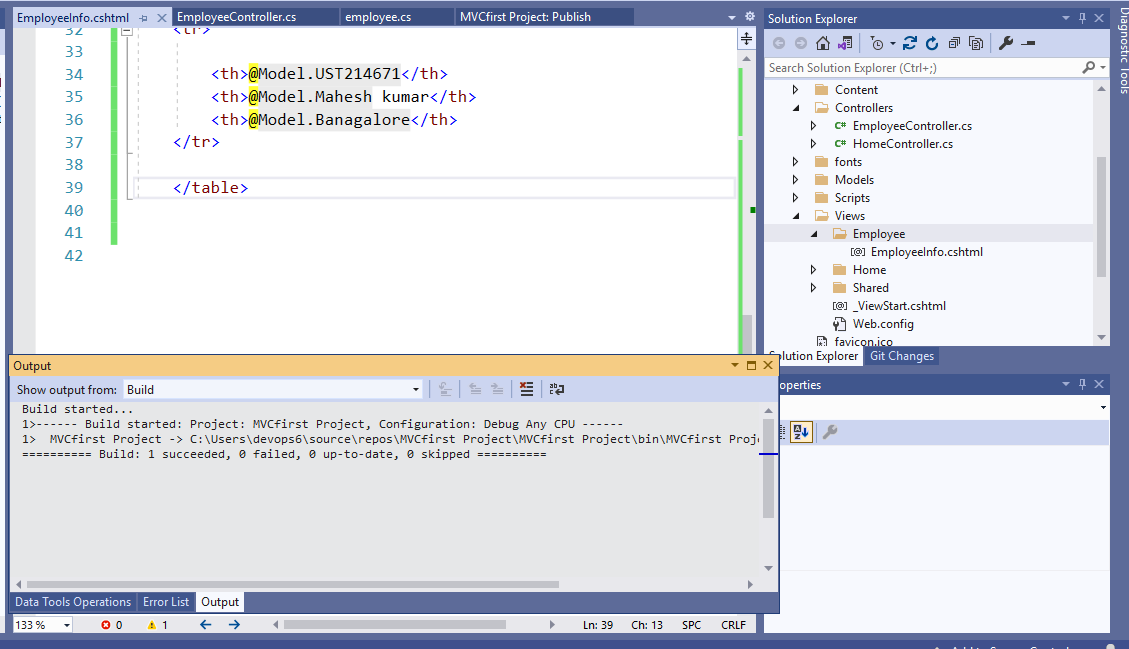 EmployeeInfo.cshtml
EmployeeController.cs
employee.cs
MVCfirst Project: Publish
32 <tr>
33
34 <th>@Model.UST214671</th>
35 <th>@Model.Mahesh kumar</th>
36 <th>@Model.Banagalore</th>
37 </tr>
38
39 </table>
40
41
42
Output
Show output from: Build
Build started...
1>------ Build started: Project: MVCfirst Project, Configuration: Debug Any CPU ------
1> MVCfirst Project -> C:\Users\devops6\source\repos\MVCfirst Project\MVCfirst Project\bin\MVCfirst
========== Build: 1 succeeded, 0 failed, 0 up-to-date, 0 skipped ==========
Data Tools Operations
Error List
Output
133 %
0
1
Ln: 39
Ch: 13
SPC
CRLF
Solution Explorer
Search Solution Explorer (Ctrl+;)
Content
Controllers
C# EmployeeController.cs
C# HomeController.cs
fonts
Models
Scripts
Views
Employee
[@] EmployeeInfo.cshtml
Home
Shared
[@] _ViewStart.cshtml
Web.config
favicon.ico
olution Explorer
Git Changes
operties
Diagnostic Tools